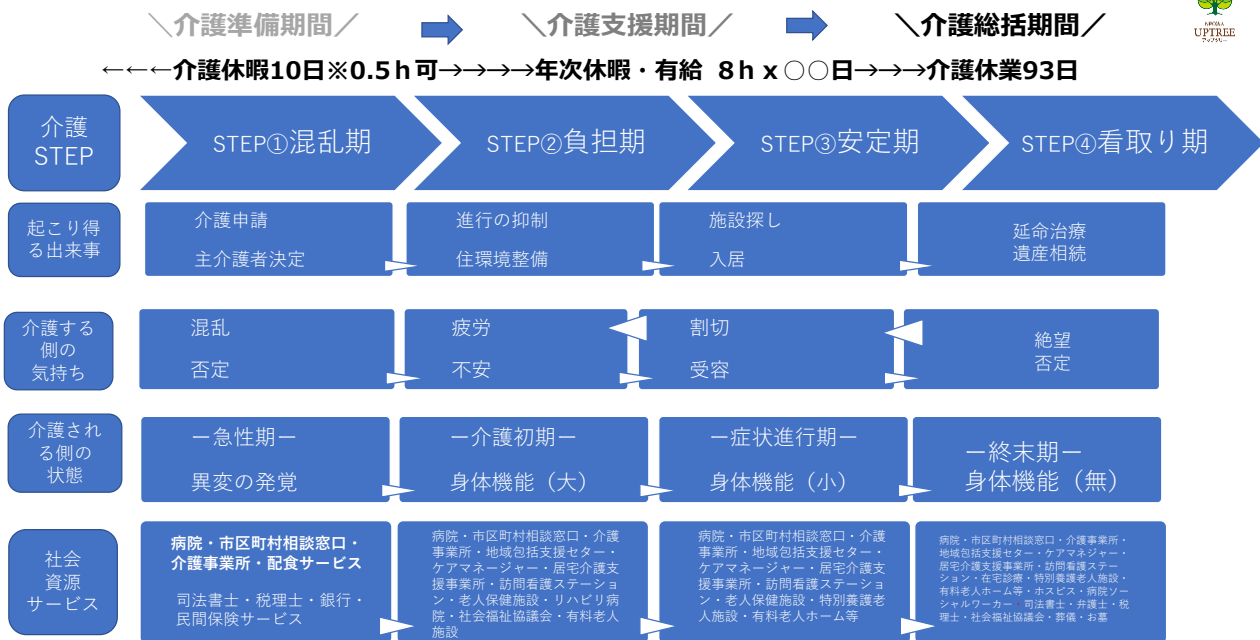 ＼介護準備期間／
＼介護支援期間／
＼介護総括期間／
NPO法人
UPTREE
アップツリー
←←←介護休暇10日※0.5ｈ可→→→→年次休暇・有給 8ｈｘ○○日→→→介護休業93日
介護
STEP
STEP①混乱期
STEP②負担期
STEP③安定期
STEP④看取り期
起こり得
る出来事
介護申請
主介護者決定
進行の抑制
住環境整備
施設探し
入居
延命治療
遺産相続
介護する
側の
気持ち
混乱
否定
疲労
不安
割切
受容
絶望
否定
介護され
る側の
状態
ー急性期ー
異変の発覚
ー介護初期ー
身体機能（大）
ー症状進行期ー
身体機能（小）
ー終末期ー
身体機能（無）
社会
資源
サービス
病院・市区町村相談窓口・
介護事業所・配食サービス
司法書士・税理士・銀行・
民間保険サービス
病院・市区町村相談窓口・介護
事業所・地域包括支援セター・
ケアマネージャー・居宅介護支
援事業所・訪問看護ステーショ
ン・老人保健施設・リハビリ病
院・社会福祉協議会・有料老人
施設
病院・市区町村相談窓口・介護
事業所・地域包括支援セター・
ケアマネージャー・居宅介護支
援事業所・訪問看護ステーショ
ン・老人保健施設・特別養護老
人施設・有料老人ホーム等
病院・市区町村相談窓口・介護事業所・
地域包括支援セター・ケアマネジャー・
居宅介護支援事業所・訪問看護ステー
ション・在宅診療・特別養護老人施設・
有料老人ホーム等・ホスピス・病院ソー
シャルワーカー・司法書士・弁護士・税
理士・社会福祉協議会・葬儀・お墓